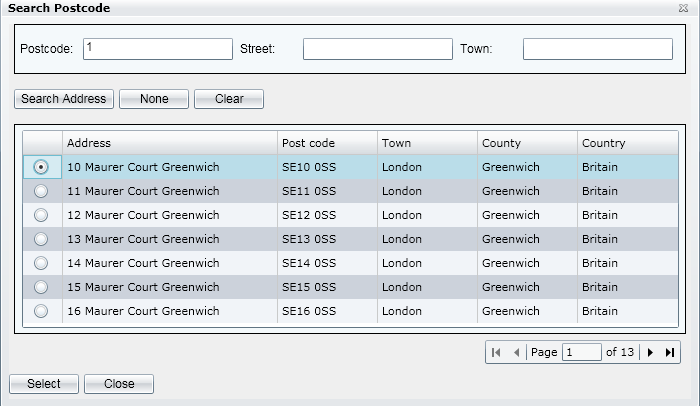 Search Postcode
Postcode: 1 Street: Town:
Search Address None Clear
Address Post code Town County Country
10 Maurer Court Greenwich SE10 0SS London Greenwich Britain
11 Maurer Court Greenwich SE11 0SS London Greenwich Britain
12 Maurer Court Greenwich SE12 0SS London Greenwich Britain
13 Maurer Court Greenwich SE13 0SS London Greenwich Britain
14 Maurer Court Greenwich SE14 0SS London Greenwich Britain
15 Maurer Court Greenwich SE15 0SS London Greenwich Britain
16 Maurer Court Greenwich SE16 0SS London Greenwich Britain
Page 1 of 13
Select Close